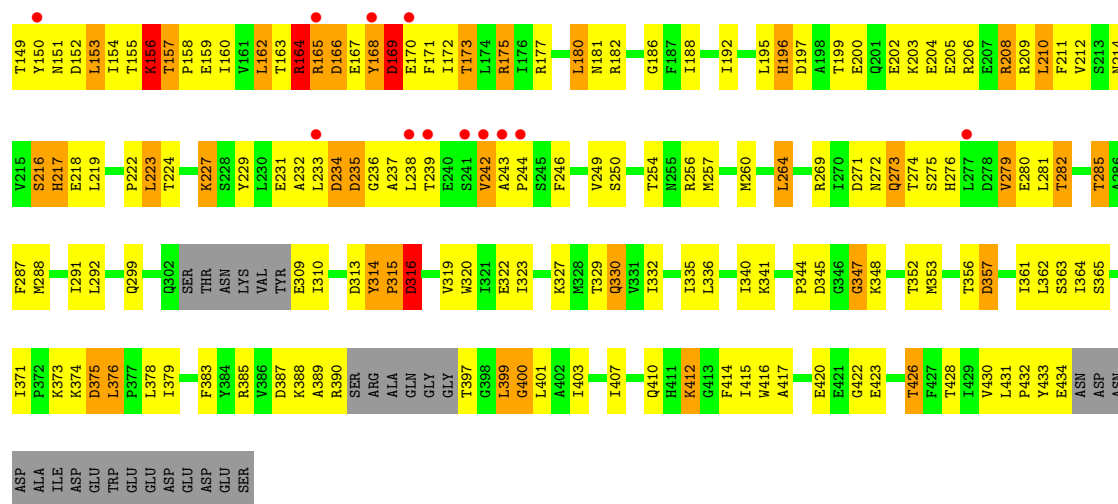 T149 Y150 N151 D152 L153 I154 T155 K156 T157 P158 E159 I160 V161 L162 T163 R164 R165 D166 E167 Y168 D169 E170 F171 I172 T173 L174 R175 I176 R177 L180 N181 R182 G186 F187 I188 I192 L195 H196 D197 A198 T199 E200 Q201 E202 K203 E204 E205 R206 E207 R208 R209 L210 F211 V212 S213 N214
V215 S216 H217 E218 L219 P222 L223 T224 K227 S228 Y229 L230 E231 A232 L233 D234 D235 G236 A237 L238 T239 E240 S241 V242 A243 P244 S245 F246 V249 S250 T254 N255 R256 M257 M260 L264 R269 I270 D271 N272 Q273 T274 S275 H276 L277 D278 V279 E280 L281 T282 T285 A286
F287 M288 I291 L292 Q299 Q302 SER THR ASN LYS VAL TYR E309 I310 D313 Y314 P315 D316 V319 W320 I321 E322 I323 K327 M328 T329 Q330 V331 I332 I335 L336 I340 K341 P344 D345 G346 G347 K348 T352 M353 T356 D357 I361 L362 S363 I364 S365
I371 P372 K373 K374 D375 L376 P377 L378 I379 F383 Y384 R385 V386 D387 K388 A389 R390 SER ARG ALA GLN GLY GLY T397 G398 L399 G400 L401 A402 I403 I407 Q410 H411 K412 G413 F414 I415 W416 A417 E420 E421 G422 E423 T426 F427 T428 I429 V430 L431 P432 Y433 E434 ASN ASP ASN
ASP ALA ILE ASP GLU TRP GLU GLU ASP GLU ASP GLU SER